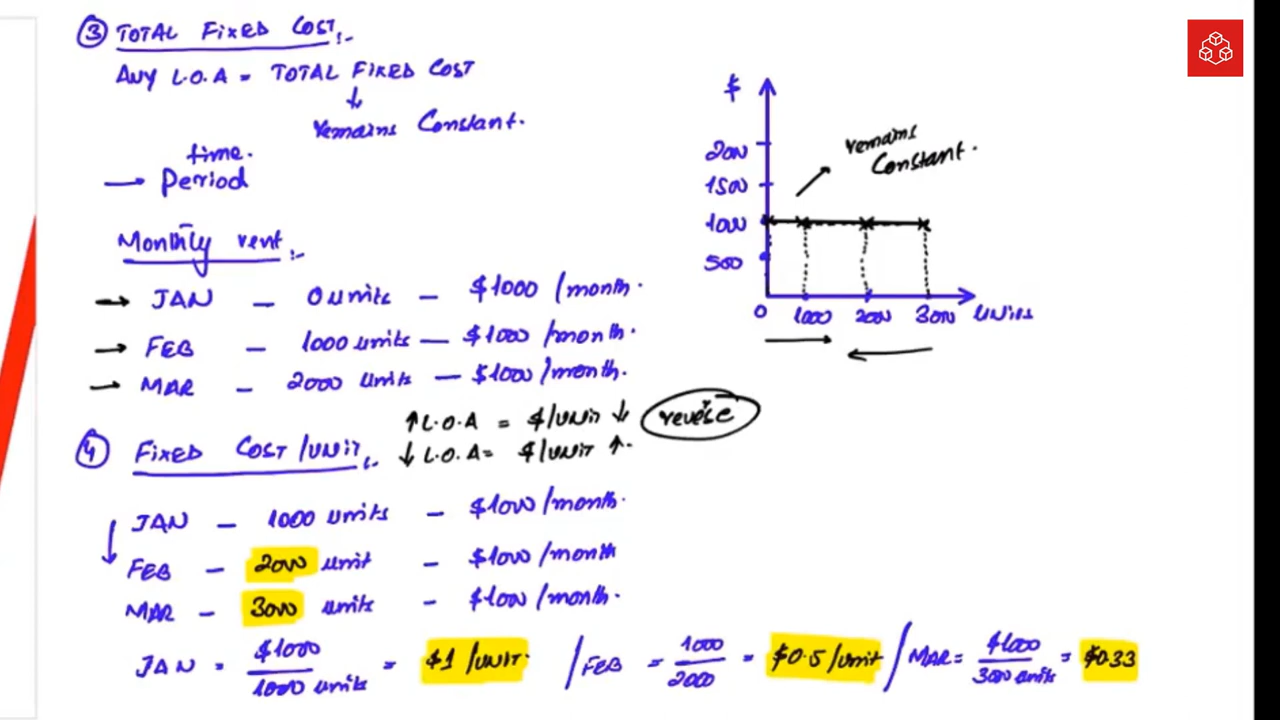 ③ TOTAL FIXED COST:-
ANY L.O.A = TOTAL FIXED COST
↓
remains Constant.
time.
→ Period
Monthly rent:-
→ JAN - 0 units - $1000 /month.
→ FEB - 1000 units - $1000 /month.
→ MAR - 2000 units - $1000 /month.
$
2000
1500
1000
500
0 1000 2000 3000 UNITS
remains
Constant.
↑ L.O.A = $/UNIT ↓ reverse
↓ L.O.A = $/UNIT ↑.
④ FIXED COST/UNIT:-
JAN - 1000 units - $1000 /month.
FEB - 2000 unit - $1000 /month
MAR - 3000 units - $1000 /month.
JAN = $1000 / 1000 units = $1 /UNIT. / FEB = 1000 / 2000 = $0.5 /unit / MAR = $1000 / 3000 units = $0.33